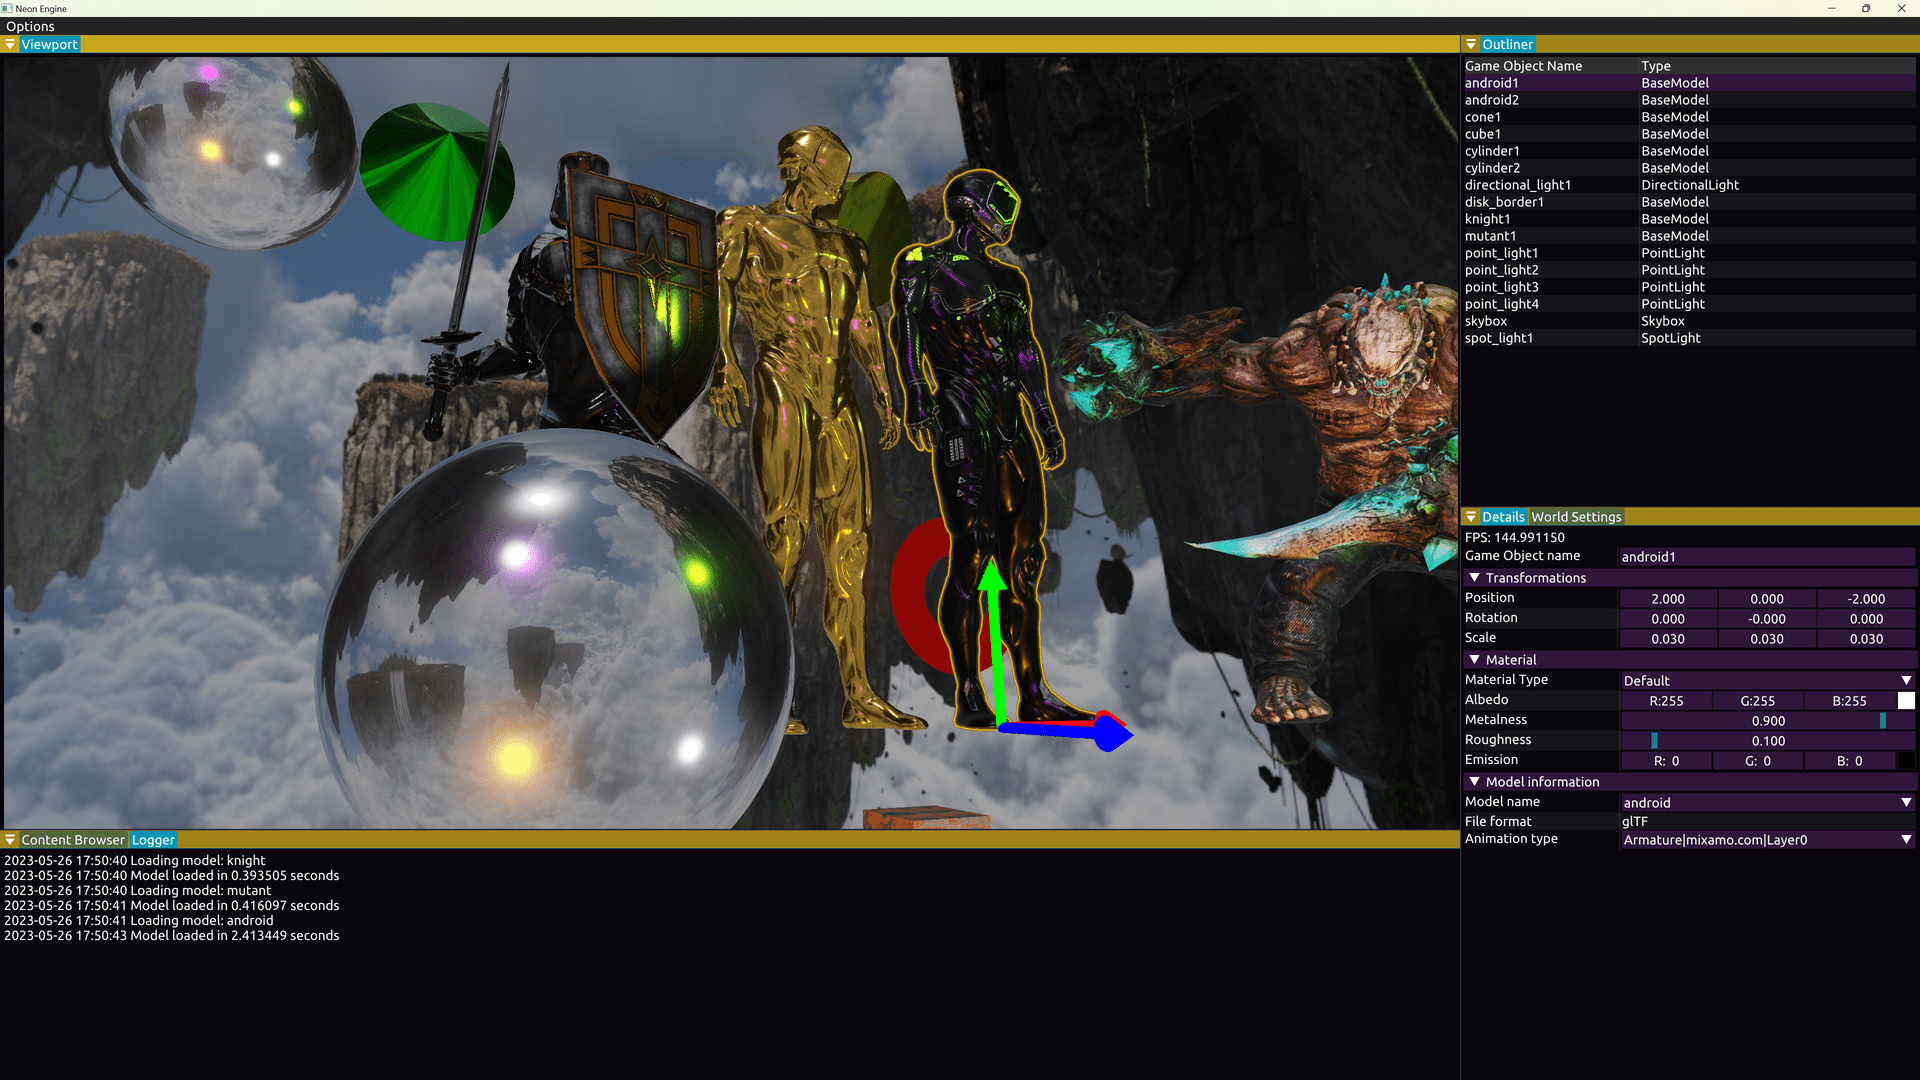 Neon Engine
Options
Viewport
Outliner
Game Object Name Type
android1 BaseModel
android2 BaseModel
cone1 BaseModel
cube1 BaseModel
cylinder1 BaseModel
cylinder2 BaseModel
directional_light1 DirectionalLight
disk_border1 BaseModel
knight1 BaseModel
mutant1 BaseModel
point_light1 PointLight
point_light2 PointLight
point_light3 PointLight
point_light4 PointLight
skybox Skybox
spot_light1 SpotLight
Details World Settings
FPS: 144.991150
Game Object name android1
Transformations
Position 2.000 0.000 -2.000
Rotation 0.000 -0.000 0.000
Scale 0.030 0.030 0.030
Material
Material Type Default
Albedo R:255 G:255 B:255
Metalness 0.900
Roughness 0.100
Emission R: 0 G: 0 B: 0
Model information
Model name android
File format glTF
Animation type Armature|mixamo.com|Layer0
Content Browser Logger
2023-05-26 17:50:40 Loading model: knight
2023-05-26 17:50:40 Model loaded in 0.393505 seconds
2023-05-26 17:50:40 Loading model: mutant
2023-05-26 17:50:41 Model loaded in 0.416097 seconds
2023-05-26 17:50:41 Loading model: android
2023-05-26 17:50:43 Model loaded in 2.413449 seconds